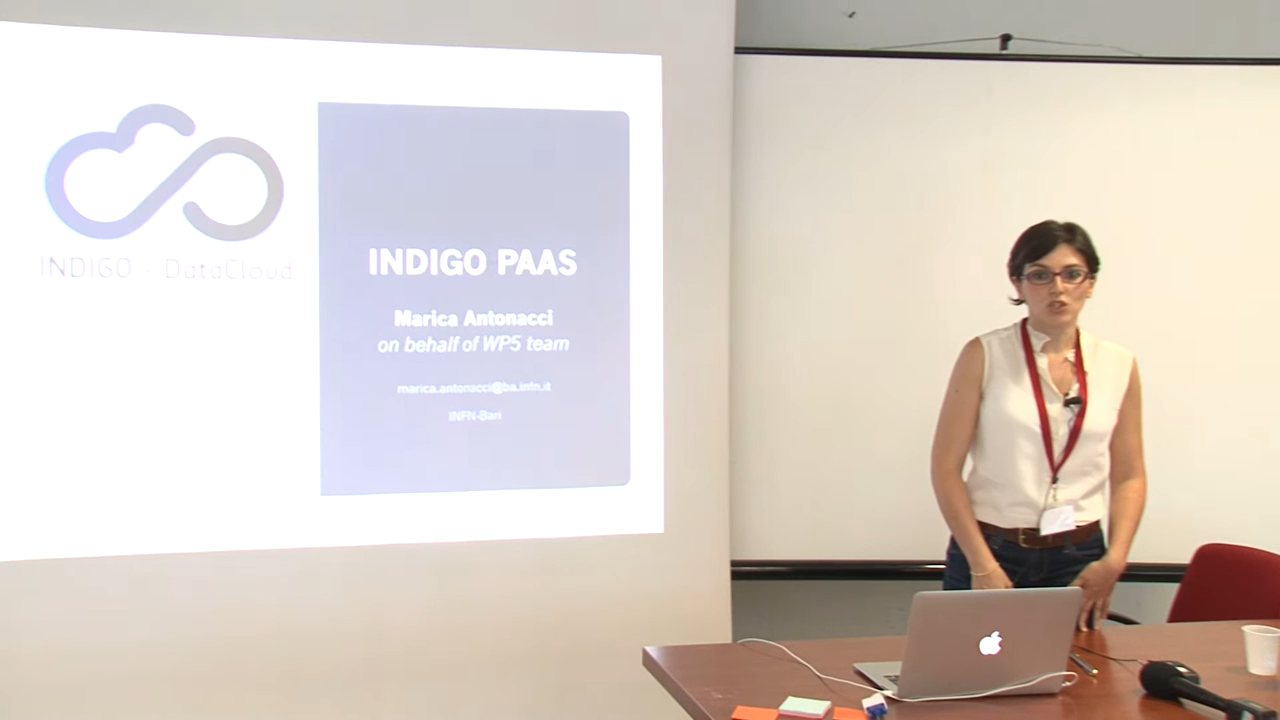 INDIGO - DataCloud
INDIGO PAAS
Marica Antonacci
on behalf of WP5 team
marica.antonacci@ba.infn.it
INFN-Bari